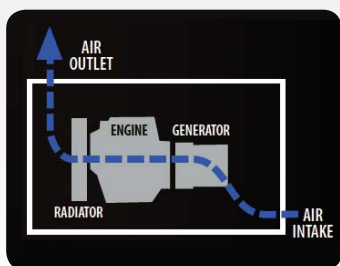 AIR
OUTLET
ENGINE
GENERATOR
RADIATOR
AIR
INTAKE